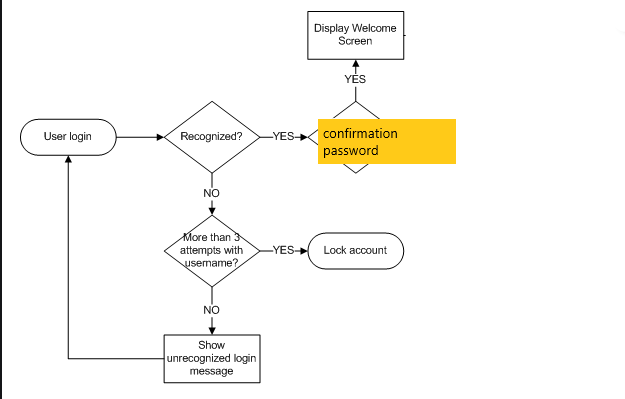 Display Welcome
Screen
YES
User login
Recognized?
YES
confirmation
password
NO
More than 3
attempts with
username?
YES
Lock account
NO
Show
unrecognized login
message